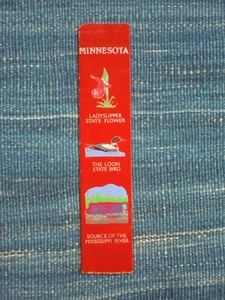 MINNESOTA
LADYSLIPPER
STATE FLOWER
THE LOON
STATE BIRD
SOURCE OF THE
MISSISSIPPI RIVER